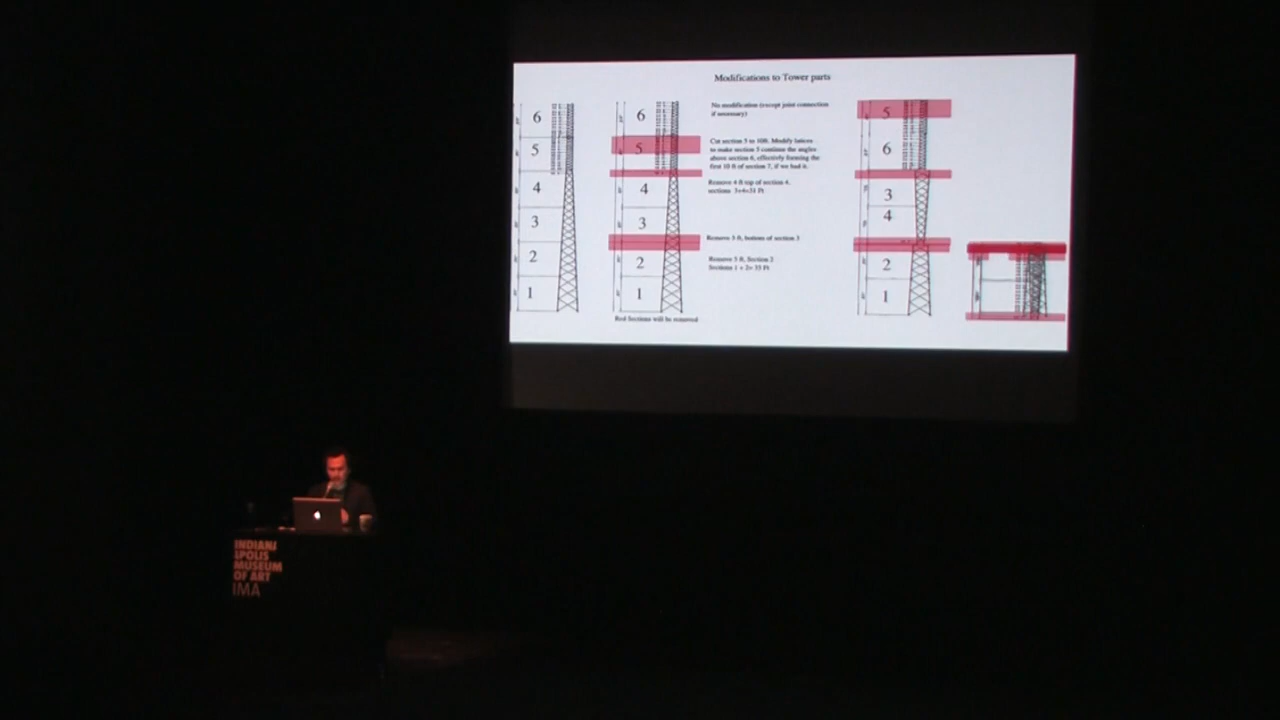 Modifications to Tower parts
6
5
4
3
2
1
6
5
4
3
2
1
Red Sections will be removed
No modification (except joint connection
if necessary)
Cut section 5 to 10ft. Modify
to make section 5 continue the angles
above section 6, effectively forming the
first 10 ft of section 7, if we had it.
Remove 4 ft top of section 4.
sections 3+4=31 Ft
Remove 5 ft, bottom of section 3
Remove 5 ft, Section 2
Sections 1 + 2= 35 Ft
5
6
3
4
2
1
INDIANA
APOLIS
MUSEUM
OF ART
IMA